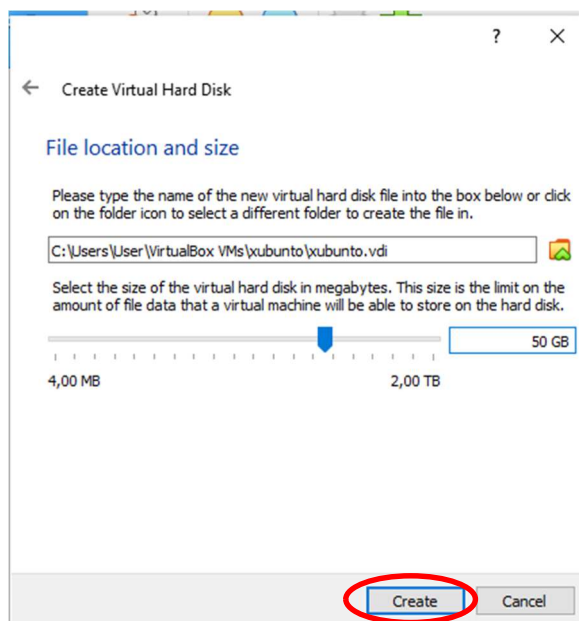 ?
Create Virtual Hard Disk
File location and size
Please type the name of the new virtual hard disk file into the box below or click
on the folder icon to select a different folder to create the file in.
C:\Users\User\VirtualBox VMs\xubunto\xubunto.vdi
Select the size of the virtual hard disk in megabytes. This size is the limit on the
amount of file data that a virtual machine will be able to store on the hard disk.
50 GB
4,00 MB 2,00 TB
Create Cancel